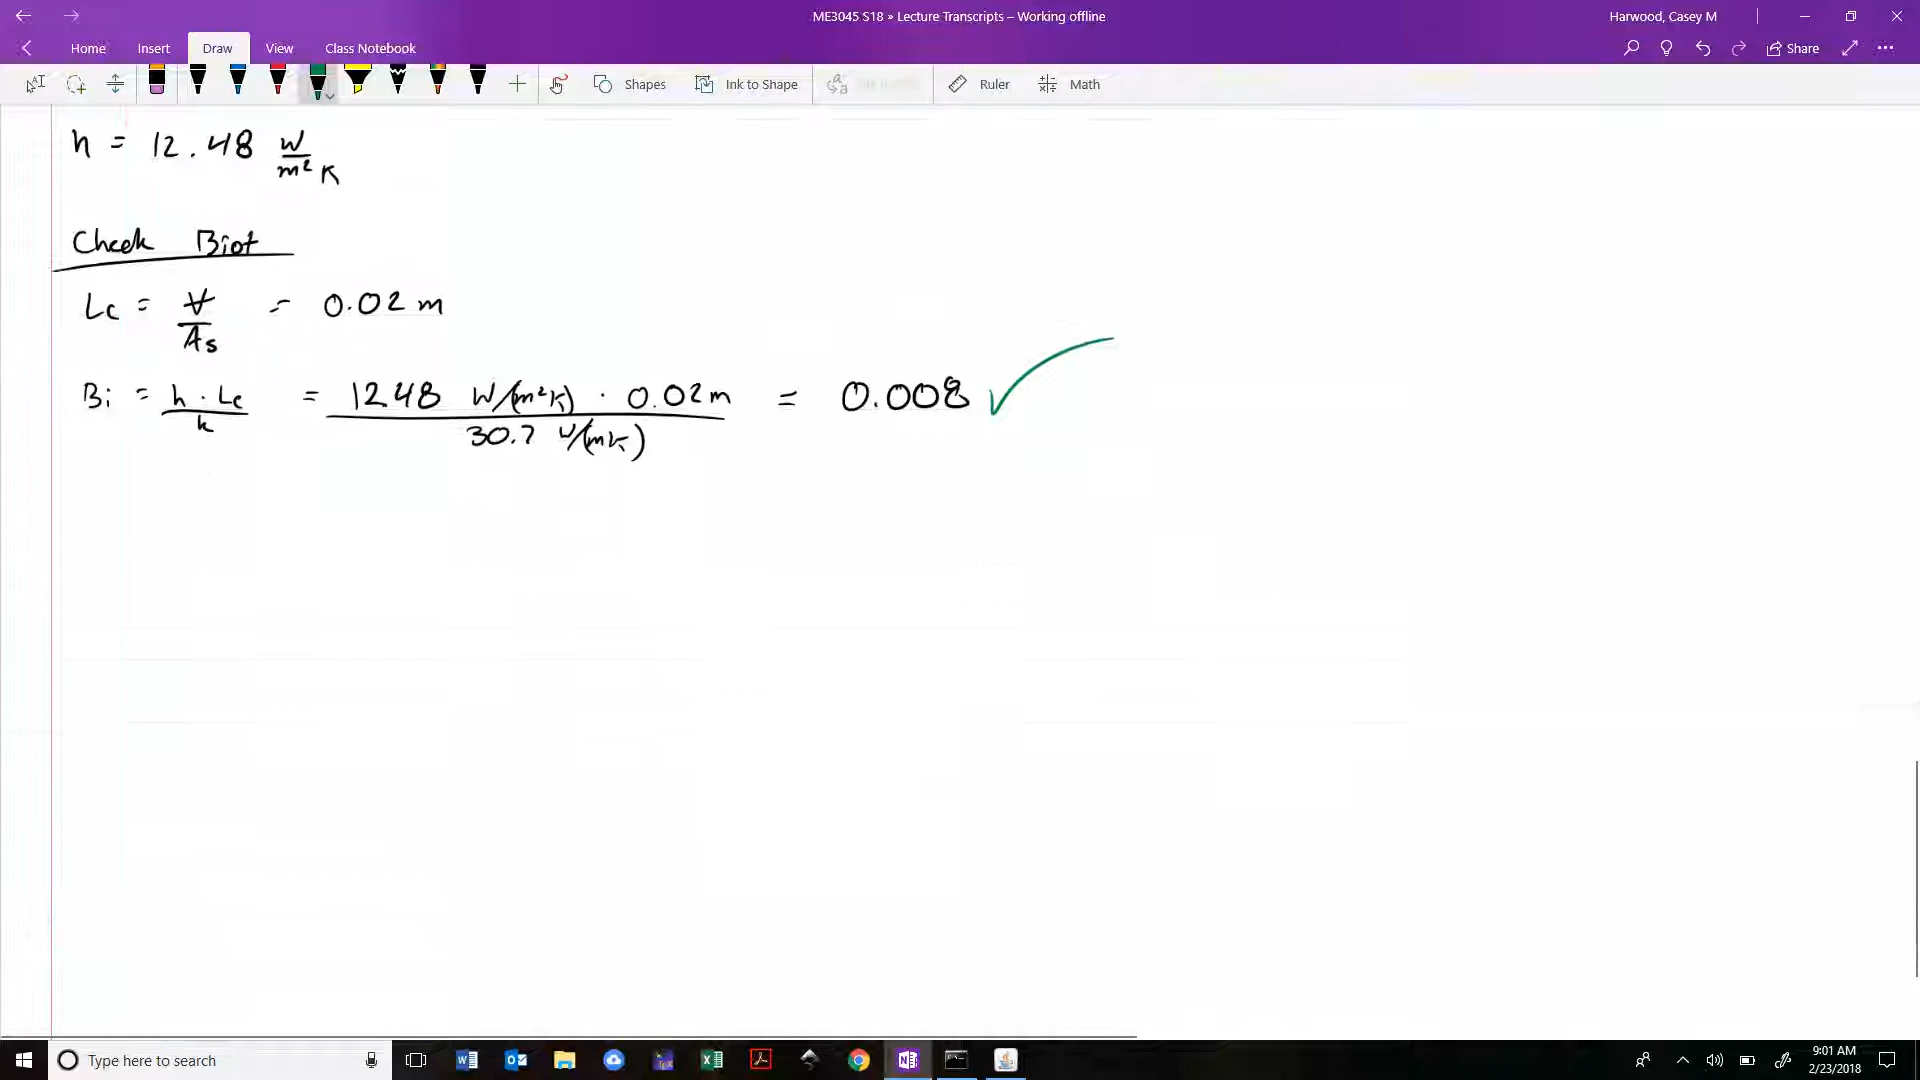 ME3045 S18 » Lecture Transcripts – Working offline
Harwood, Casey M
Home Insert Draw View Class Notebook
Share
Shapes Ink to Shape Ruler Math
h = 12.48 W/m² K
Check Biot
Lc = V/As = 0.02 m
Bi = h · Lc/k = 12.48 W/(m²K) · 0.02m / 30.7 W/(mK) = 0.008 ✓
Type here to search
9:01 AM
2/23/2018